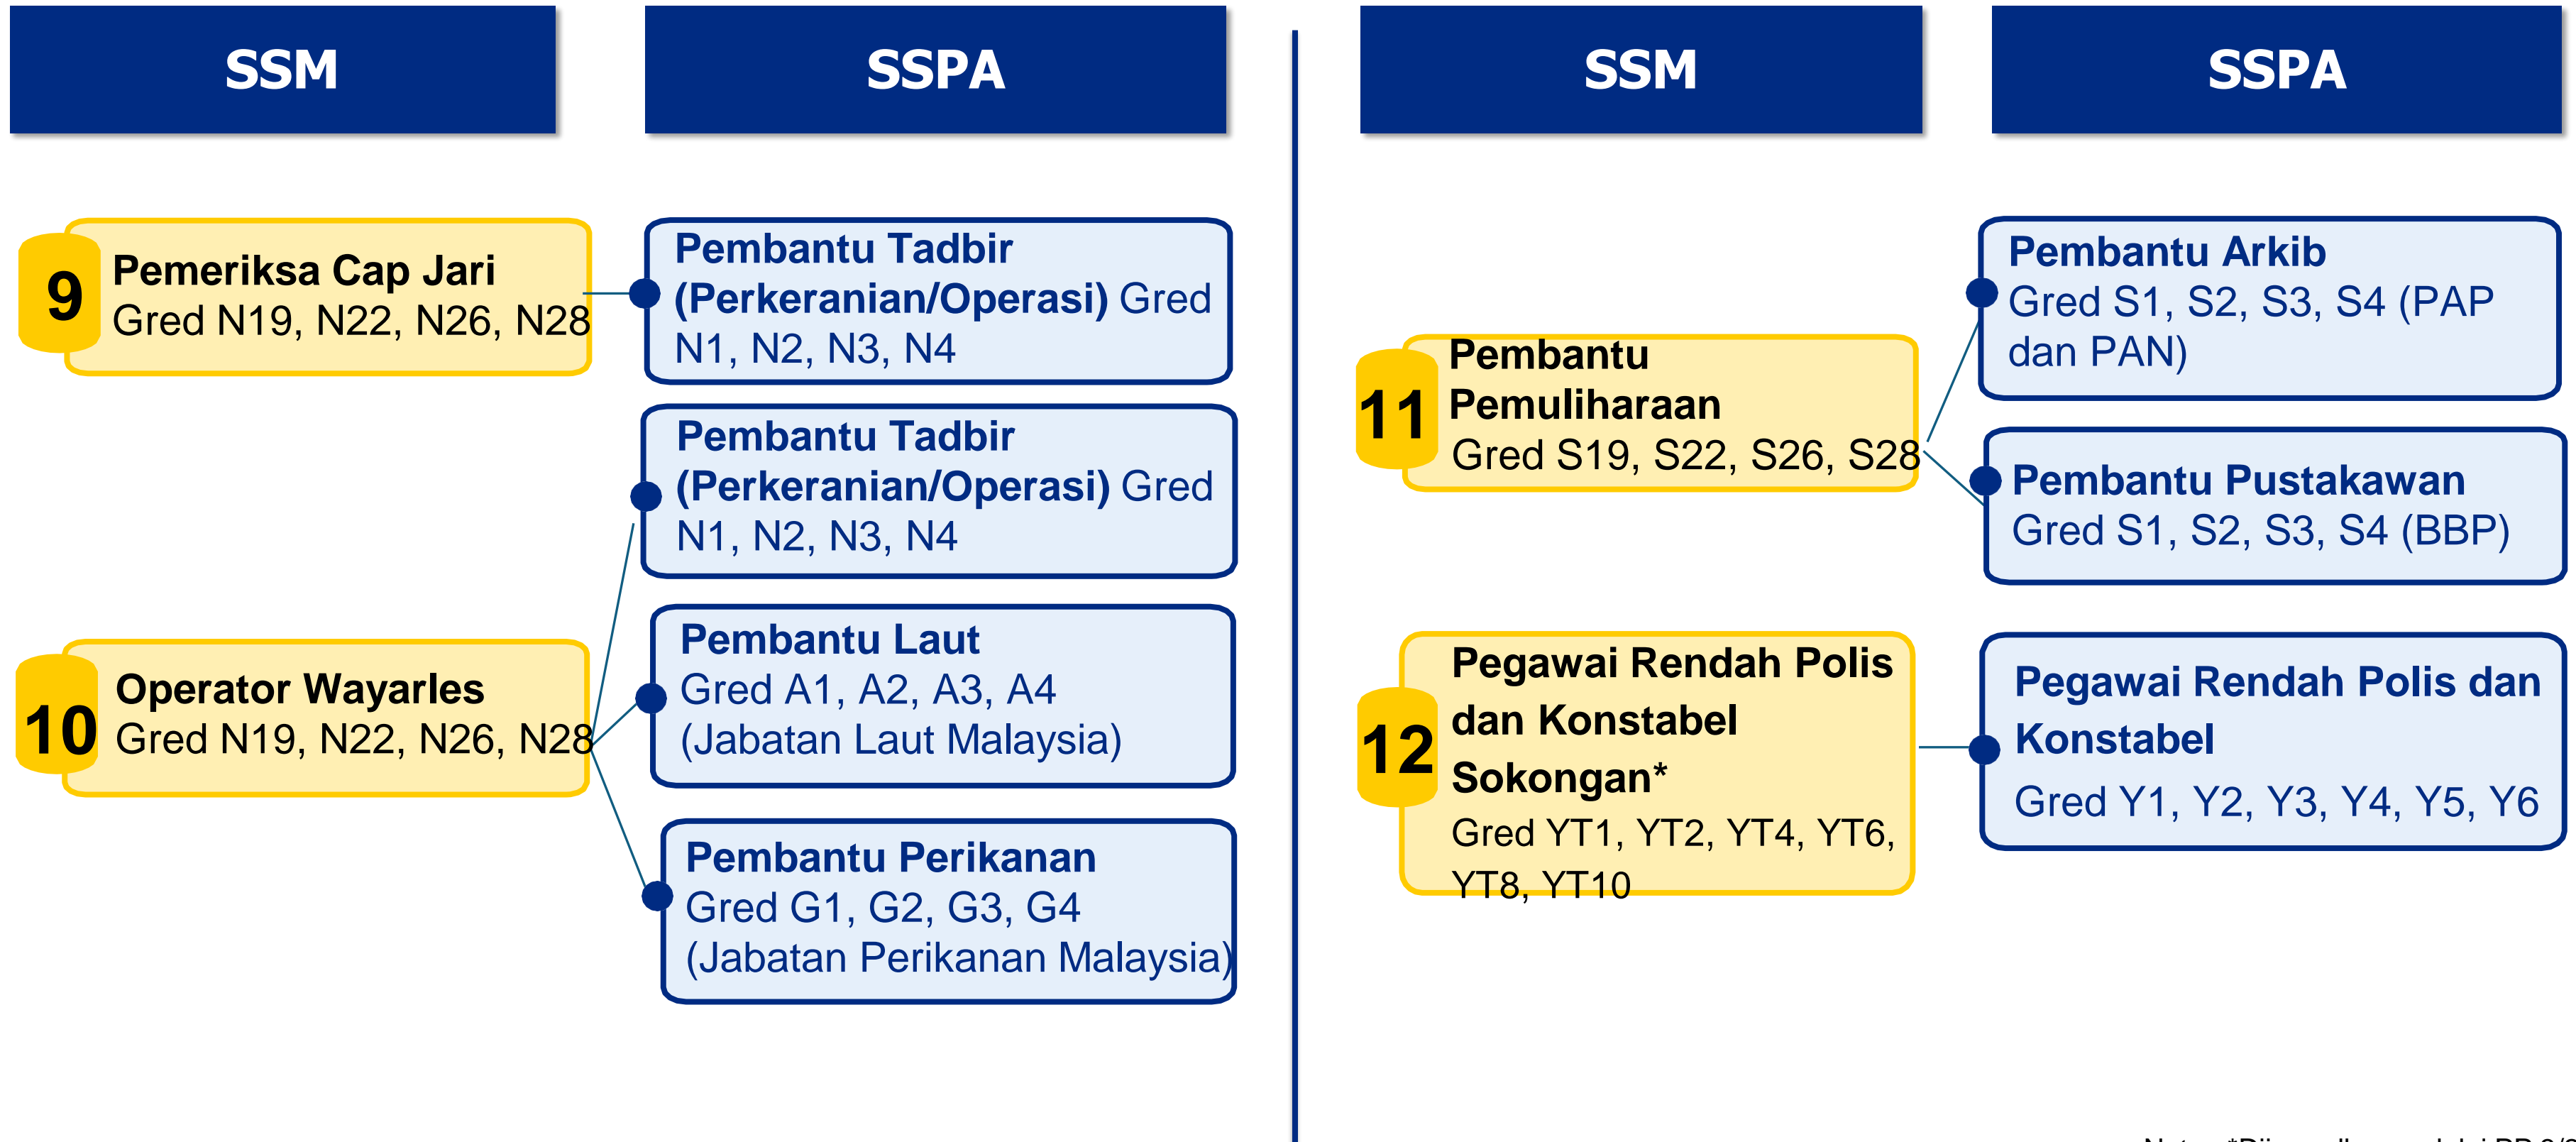 SSM
SSPA
9
Pemeriksa Cap Jari
Gred N19, N22, N26, N28
Pembantu Tadbir
(Perkeranian/Operasi) Gred
N1, N2, N3, N4
10
Operator Wayarles
Gred N19, N22, N26, N28
Pembantu Tadbir
(Perkeranian/Operasi) Gred
N1, N2, N3, N4
Pembantu Laut
Gred A1, A2, A3, A4
(Jabatan Laut Malaysia)
Pembantu Perikanan
Gred G1, G2, G3, G4
(Jabatan Perikanan Malaysia)
SSM
SSPA
11
Pembantu
Pemuliharaan
Gred S19, S22, S26, S28
Pembantu Arkib
Gred S1, S2, S3, S4 (PAP
dan PAN)
Pembantu Pustakawan
Gred S1, S2, S3, S4 (BBP)
12
Pegawai Rendah Polis
dan Konstabel
Sokongan*
Gred YT1, YT2, YT4, YT6,
YT8, YT10
Pegawai Rendah Polis dan
Konstabel
Gred Y1, Y2, Y3, Y4, Y5, Y6